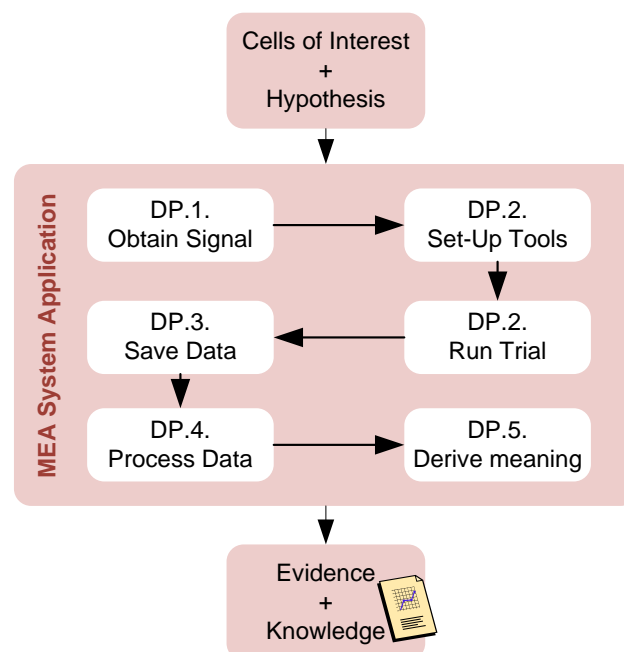 Cells of Interest
+
Hypothesis
MEA System Application
DP.1.
Obtain Signal
DP.2.
Set-Up Tools
DP.3.
Save Data
DP.2.
Run Trial
DP.4.
Process Data
DP.5.
Derive meaning
Evidence
+
Knowledge